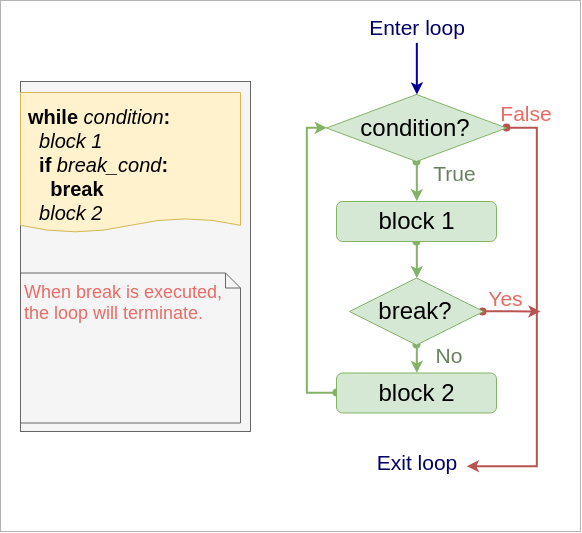 while condition:
block 1
if break_cond:
break
block 2
When break is executed,
the loop will terminate.
Enter loop
condition?
False
True
block 1
break?
Yes
No
block 2
Exit loop